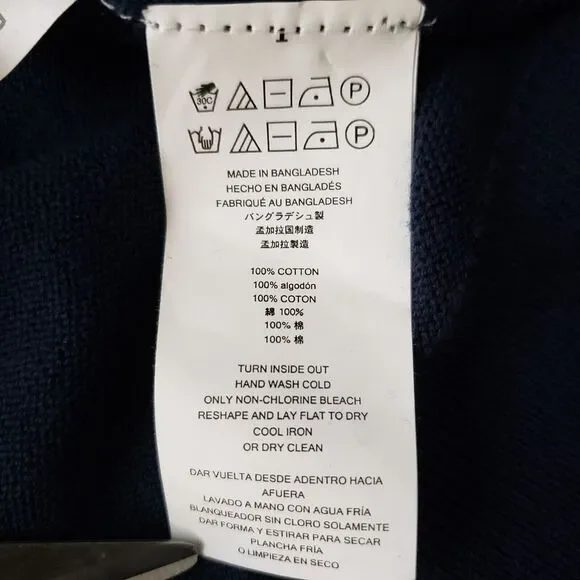 30C
P
P
MADE IN BANGLADESH
HECHO EN BANGLADÉS
FABRIQUÉ AU BANGLADESH
バングラデシュ製
孟加拉国制造
孟加拉製造
100% COTTON
100% algodón
100% COTON
綿 100%
100% 棉
100% 棉
TURN INSIDE OUT
HAND WASH COLD
ONLY NON-CHLORINE BLEACH
RESHAPE AND LAY FLAT TO DRY
COOL IRON
OR DRY CLEAN
DAR VUELTA DESDE ADENTRO HACIA
AFUERA
LAVADO A MANO CON AGUA FRÍA
BLANQUEADOR SIN CLORO SOLAMENTE
DAR FORMA Y ESTIRAR PARA SECAR
PLANCHA FRÍA
O LIMPIEZA EN SECO